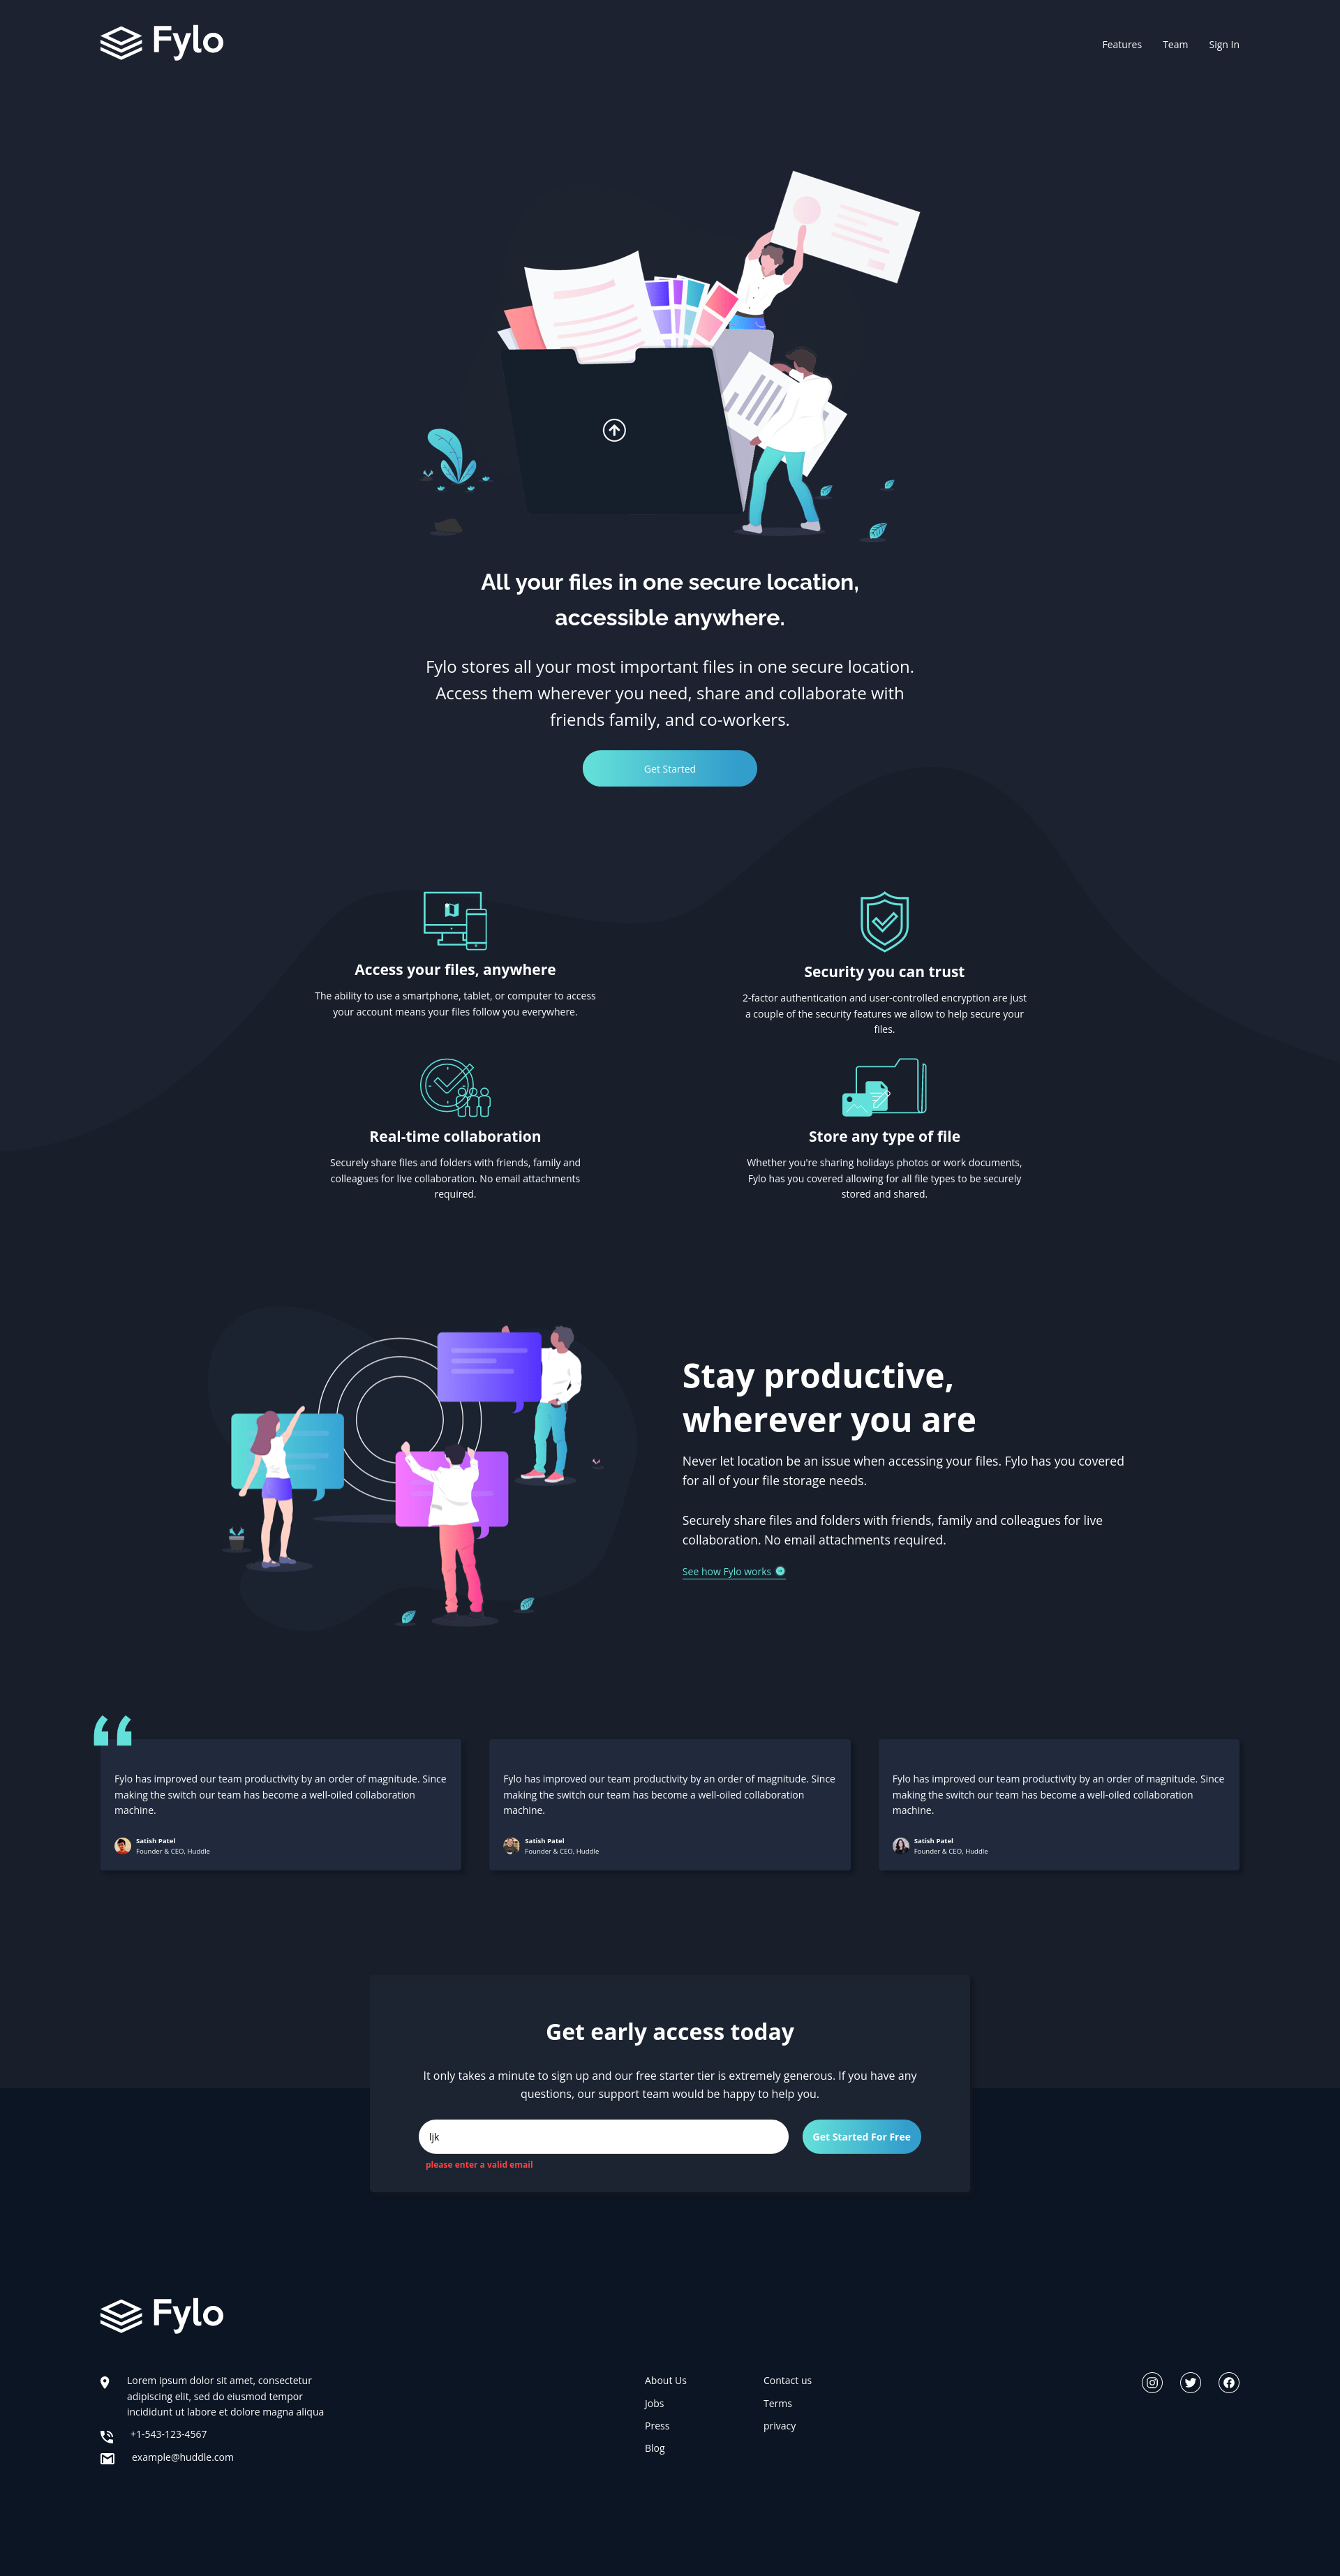 Fylo
Features
Team
Sign In
All your files in one secure location,
accessible anywhere.
Fylo stores all your most important files in one secure location.
Access them wherever you need, share and collaborate with
friends family, and co-workers.
Get Started
Access your files, anywhere
The ability to use a smartphone, tablet, or computer to access
your account means your files follow you everywhere.
Security you can trust
2-factor authentication and user-controlled encryption are just
a couple of the security features we allow to help secure your
files.
Real-time collaboration
Securely share files and folders with friends, family and
colleagues for live collaboration. No email attachments
required.
Store any type of file
Whether you're sharing holidays photos or work documents,
Fylo has you covered allowing for all file types to be securely
stored and shared.
Stay productive,
wherever you are
Never let location be an issue when accessing your files. Fylo has you covered
for all of your file storage needs.
Securely share files and folders with friends, family and colleagues for live
collaboration. No email attachments required.
See how Fylo works
Fylo has improved our team productivity by an order of magnitude. Since
making the switch our team has become a well-oiled collaboration
machine.
Satish Patel
Founder & CEO, Huddle
Fylo has improved our team productivity by an order of magnitude. Since
making the switch our team has become a well-oiled collaboration
machine.
Satish Patel
Founder & CEO, Huddle
Fylo has improved our team productivity by an order of magnitude. Since
making the switch our team has become a well-oiled collaboration
machine.
Satish Patel
Founder & CEO, Huddle
Get early access today
It only takes a minute to sign up and our free starter tier is extremely generous. If you have any
questions, our support team would be happy to help you.
ljk
Get Started For Free
please enter a valid email
Fylo
Lorem ipsum dolor sit amet, consectetur
adipiscing elit, sed do eiusmod tempor
incididunt ut labore et dolore magna aliqua
+1-543-123-4567
example@huddle.com
About Us
Jobs
Press
Blog
Contact us
Terms
privacy